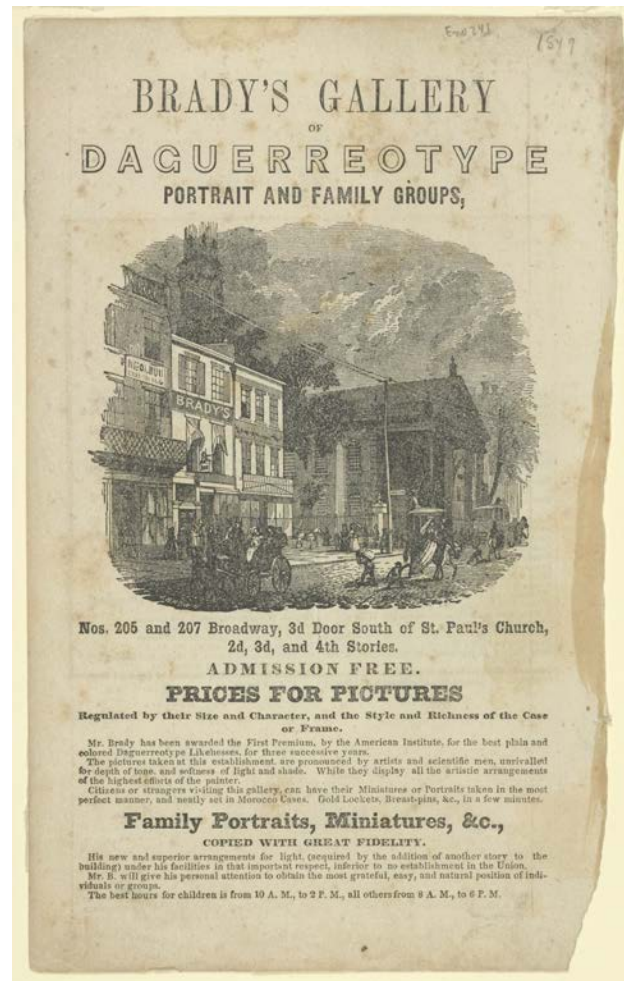 1849
BRADY'S GALLERY
OF
DAGUERREOTYPE
PORTRAIT AND FAMILY GROUPS,
BRADY'S
Nos. 205 and 207 Broadway, 3d Door South of St. Paul's Church,
2d, 3d, and 4th Stories.
ADMISSION FREE.
PRICES FOR PICTURES
Regulated by their Size and Character, and the Style and Richness of the Case
or Frame.
Mr. Brady has been awarded the First Premium, by the American Institute, for the best plain and
colored Daguerreotype Likenesses, for three successive years.
The pictures taken at this establishment, are pronounced by artists and scientific men, unrivalled
for depth of tone, and softness of light and shade. While they display all the artistic arrangements
of the highest efforts of the painter.
Citizens or strangers visiting this gallery, can have their Miniatures or Portraits taken in the most
perfect manner, and neatly set in Morocco Cases. Gold Lockets, Breast-pins, &c., in a few minutes.
Family Portraits, Miniatures, &c.,
COPIED WITH GREAT FIDELITY.
His new and superior arrangements for light, (acquired by the addition of another story to the
building) under his facilities in that important respect, inferior to no establishment in the Union.
Mr. B. will give his personal attention to obtain the most grateful, easy, and natural position of indi-
viduals or groups.
The best hours for children is from 10 A. M., to 2 P. M., all others from 8 A. M., to 6 P. M.